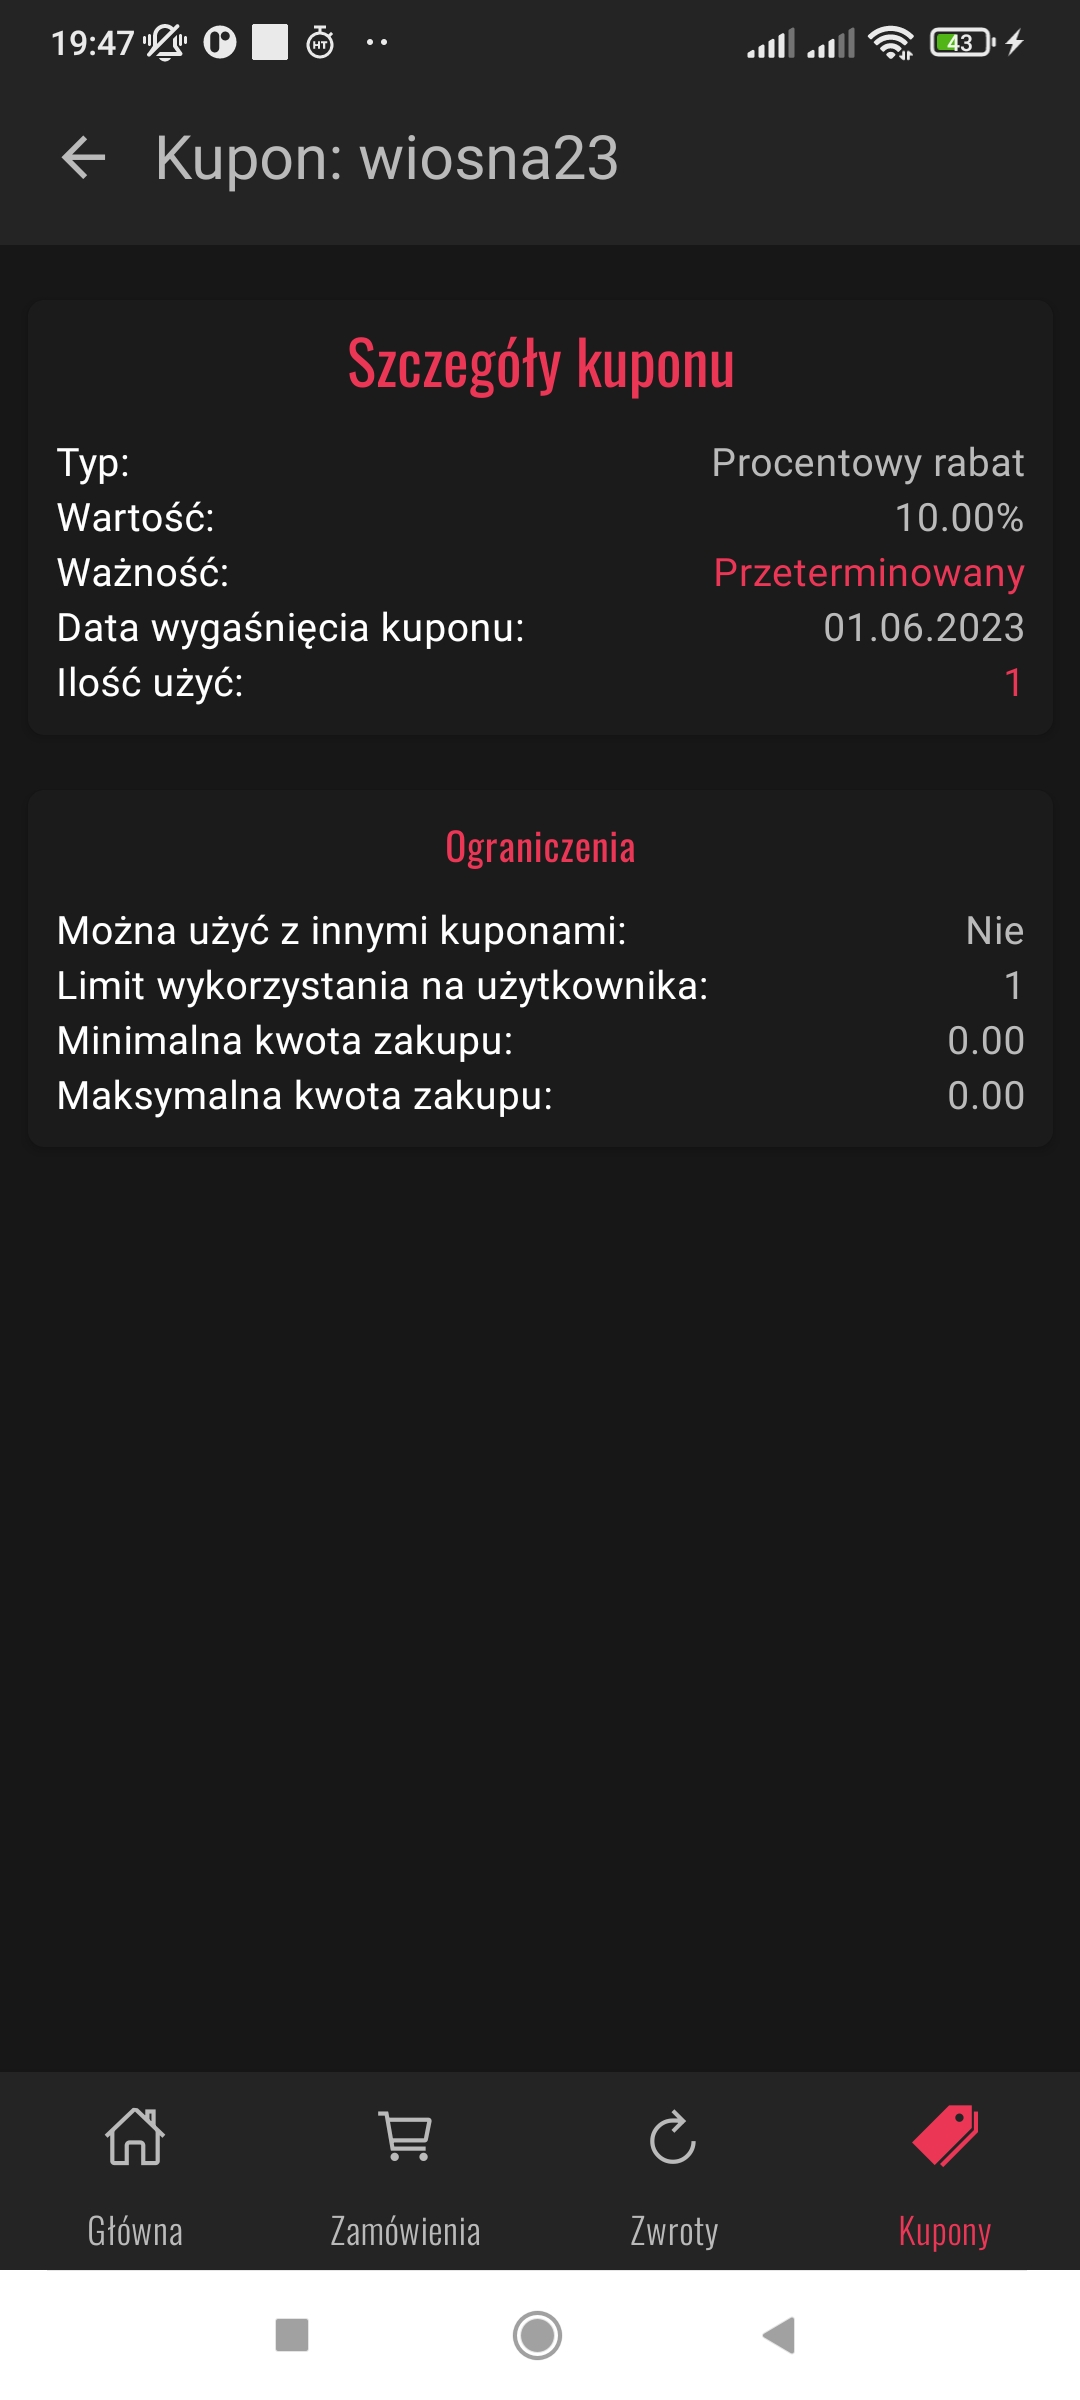 19:47
HT
43
Kupon: wiosna23
Szczegóły kuponu
Typ: Procentowy rabat
Wartość: 10.00%
Ważność: Przeterminowany
Data wygaśnięcia kuponu: 01.06.2023
Ilość użyć: 1
Ograniczenia
Można użyć z innymi kuponami: Nie
Limit wykorzystania na użytkownika: 1
Minimalna kwota zakupu: 0.00
Maksymalna kwota zakupu: 0.00
Główna Zamówienia Zwroty Kupony